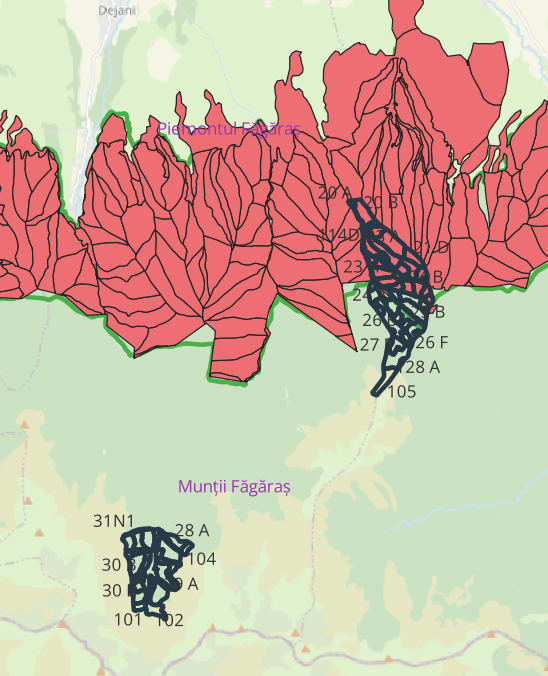 Dejani
Piemontul Făgăraș
20 A
20 B
114D
21 D
23
B
24
B
26
27
26 F
28 A
105
Munții Făgăraș
31N1
28 A
104
30
A
30
101
102